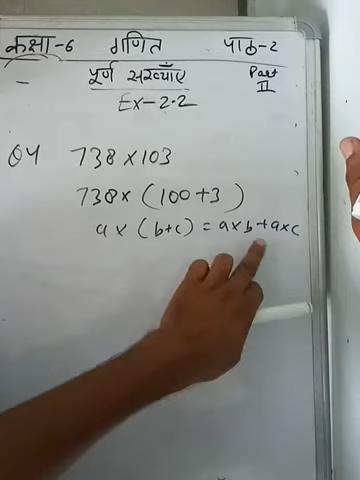 कक्षा-6 गणित पाठ-2
पूर्ण संख्याएँ Part II
Ex-2.2
Q4 738 × 103
738 × (100+3)
a × (b+c) = a×b+a×c